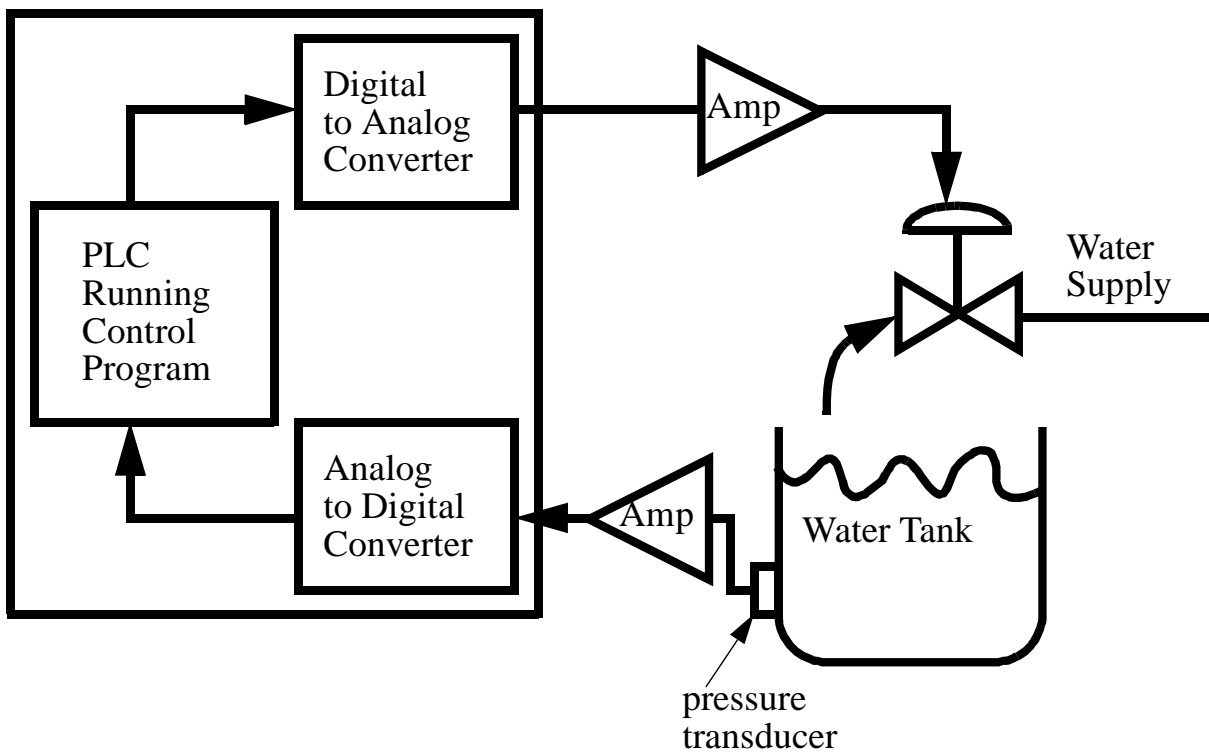 Digital
to Analog
Converter
Amp
PLC
Running
Control
Program
Water
Supply
Analog
to Digital
Converter
Amp
Water Tank
pressure
transducer